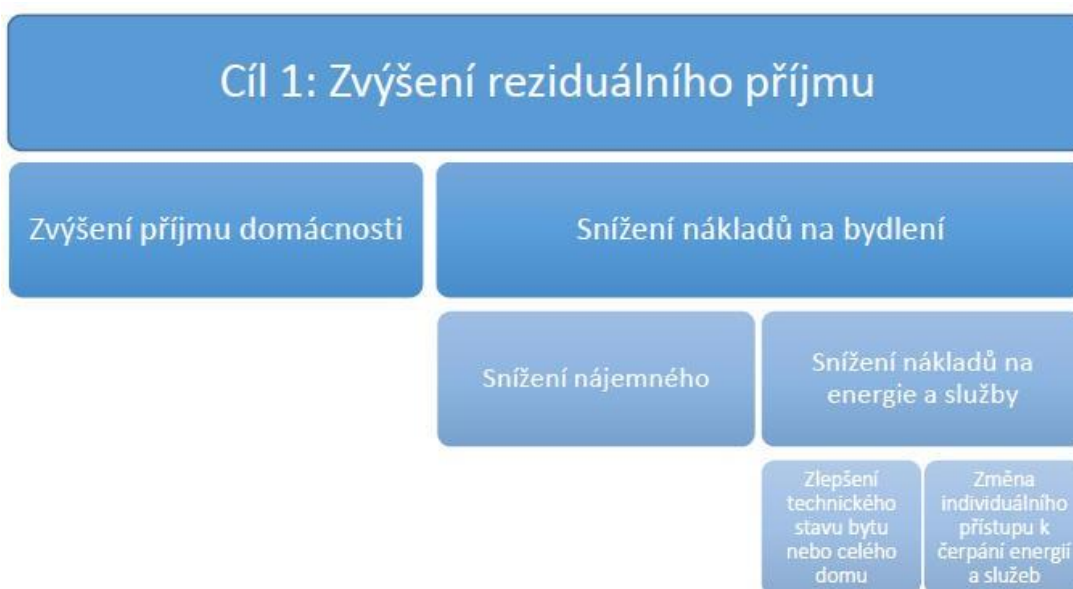 Cíl 1: Zvýšení reziduálního příjmu
Zvýšení příjmu domácnosti
Snížení nákladů na bydlení
Snížení nájemného
Snížení nákladů na
energie a služby
Zlepšení
technického
stavu bytu
nebo celého
domu
Změna
individuálního
přístupu k
čerpání energií
a služeb